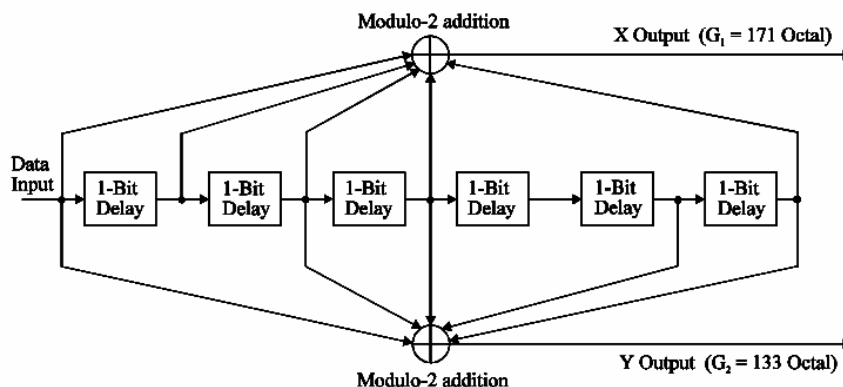 Modulo-2 addition
X Output (G₁ = 171 Octal)
Data
Input
1-Bit
Delay
1-Bit
Delay
1-Bit
Delay
1-Bit
Delay
1-Bit
Delay
1-Bit
Delay
Y Output (G₂ = 133 Octal)
Modulo-2 addition